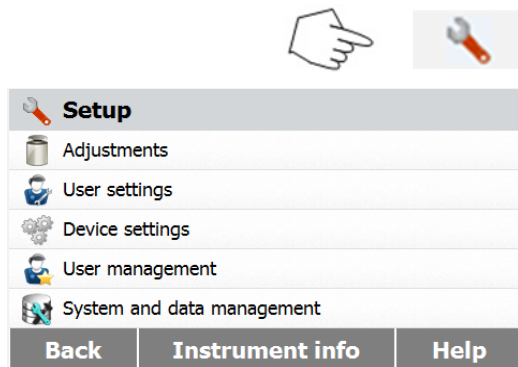 Setup
Adjustments
User settings
Device settings
User management
System and data management
Back Instrument info Help